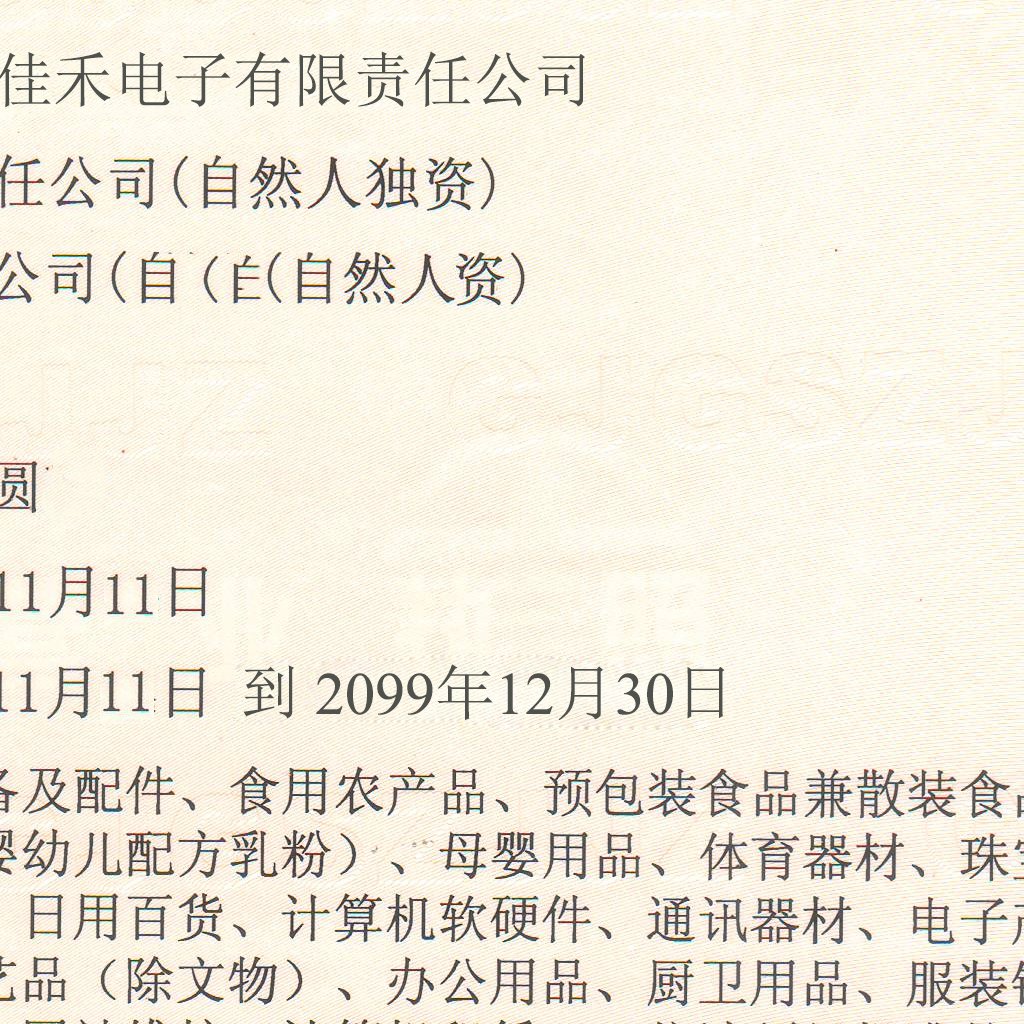 佳禾电子有限责任公司
任公司(自然人独资)
公司(自(自(自然人资)
圆
11月11日
11月11日 到 2099年12月30日
备及配件、食用农产品、预包装食品兼散装食品
婴幼儿配方乳粉）、母婴用品、体育器材、珠宝
日用百货、计算机软硬件、通讯器材、电子产
艺品（除文物）、办公用品、厨卫用品、服装